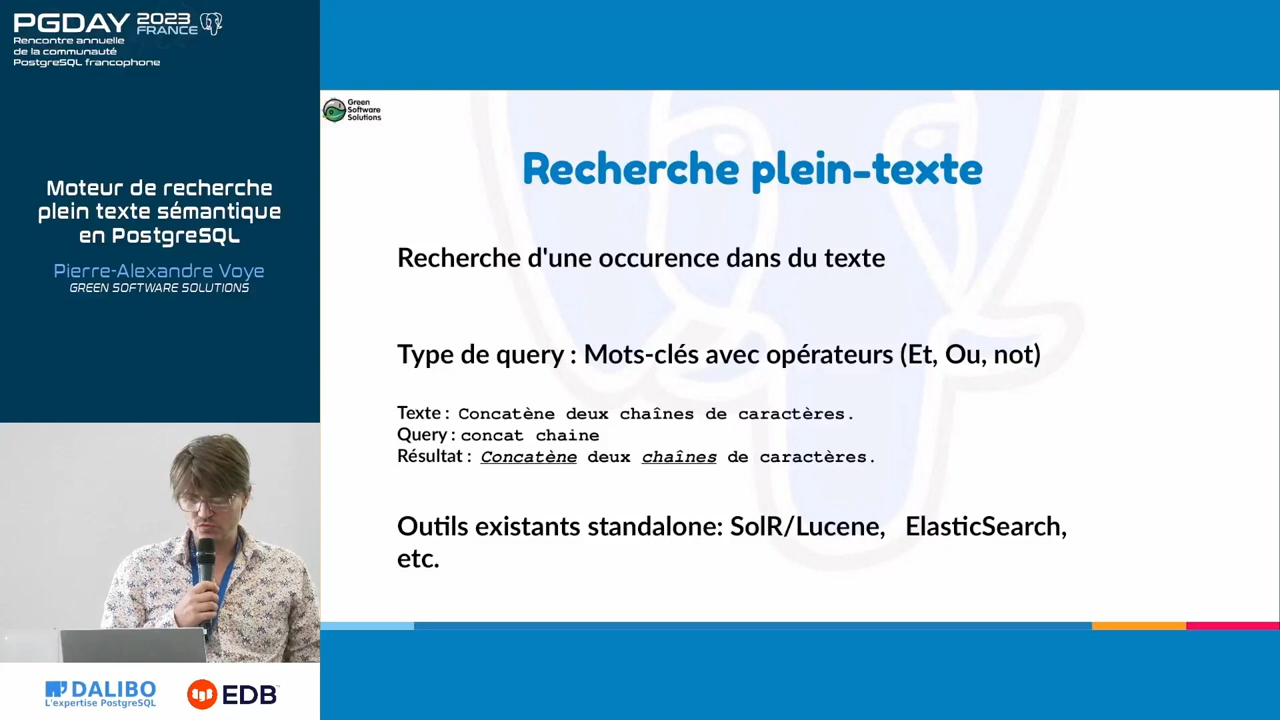 PGDAY 2023 FRANCE
Rencontre annuelle
de la communauté
PostgreSQL francophone
Moteur de recherche
plein texte sémantique
en PostgreSQL
Pierre-Alexandre Voye
GREEN SOFTWARE SOLUTIONS
Green
Software
Solutions
Recherche plein-texte
Recherche d'une occurence dans du texte
Type de query : Mots-clés avec opérateurs (Et, Ou, not)
Texte : Concatène deux chaînes de caractères.
Query : concat chaine
Résultat : Concatène deux chaînes de caractères.
Outils existants standalone: SolR/Lucene, ElasticSearch,
etc.
DALIBO
L'expertise PostgreSQL
EDB